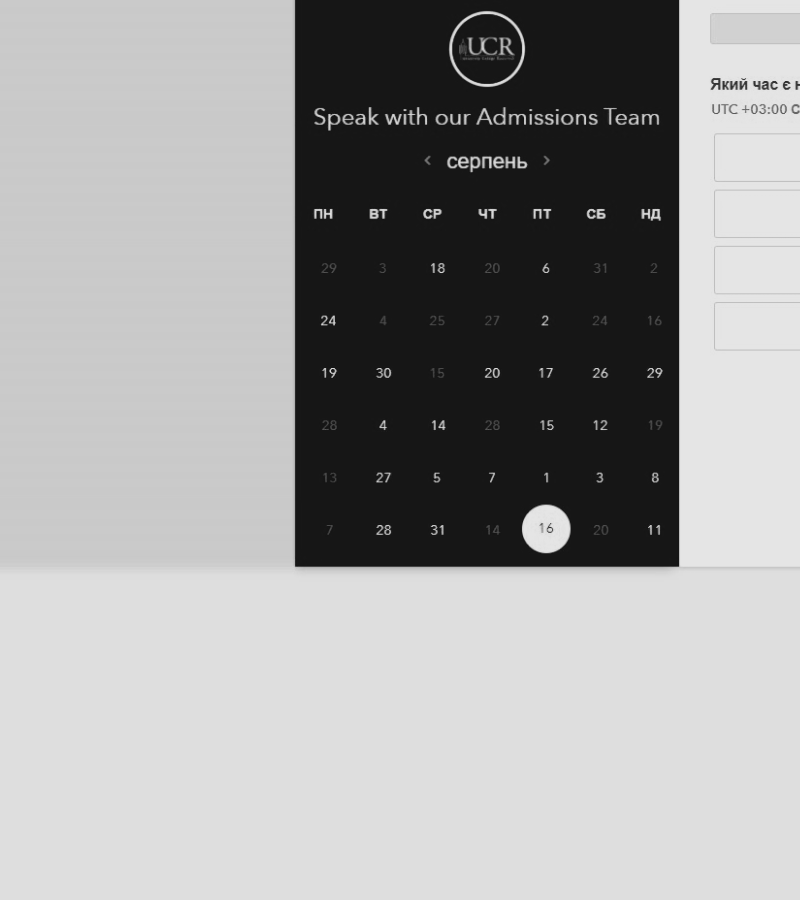 UCR
Speak with our Admissions Team
‹ серпень ›
ПН ВТ СР ЧТ ПТ СБ НД
29 3 18 20 6 31 2
24 4 25 27 2 24 16
19 30 15 20 17 26 29
28 4 14 28 15 12 19
13 27 5 7 1 3 8
7 28 31 14 16 20 11
Який час є
UTC +03:00